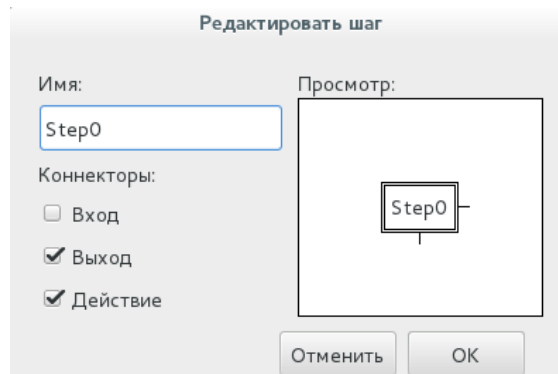 Редактировать шаг
Имя:
Просмотр:
Step0
Step0
Коннекторы:
Вход
Выход
Действие
Отменить
OK